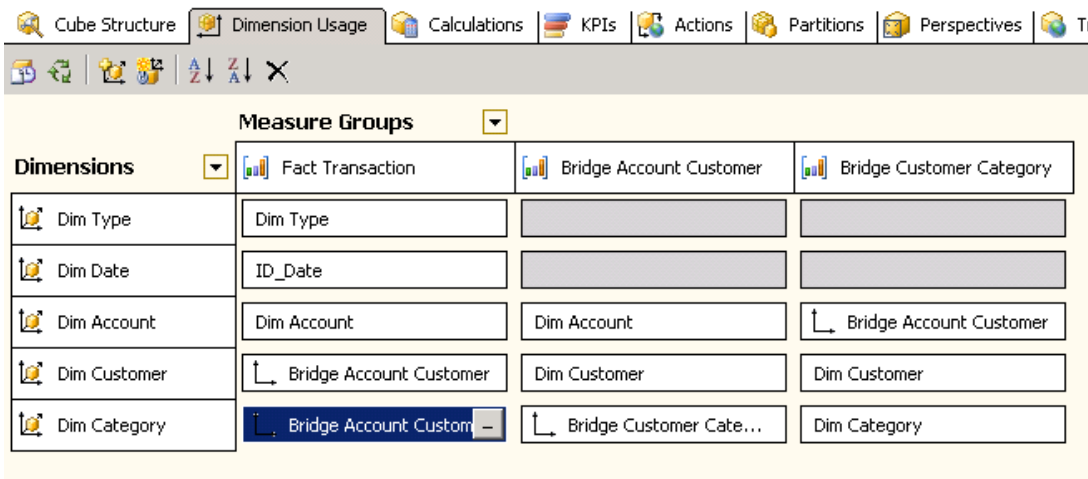 Cube Structure Dimension Usage Calculations KPIs Actions Partitions Perspectives
Measure Groups
Dimensions Fact Transaction Bridge Account Customer Bridge Customer Category
Dim Type Dim Type
Dim Date ID_Date
Dim Account Dim Account Dim Account Bridge Account Customer
Dim Customer Bridge Account Customer Dim Customer Dim Customer
Dim Category Bridge Account Custom Bridge Customer Cate... Dim Category